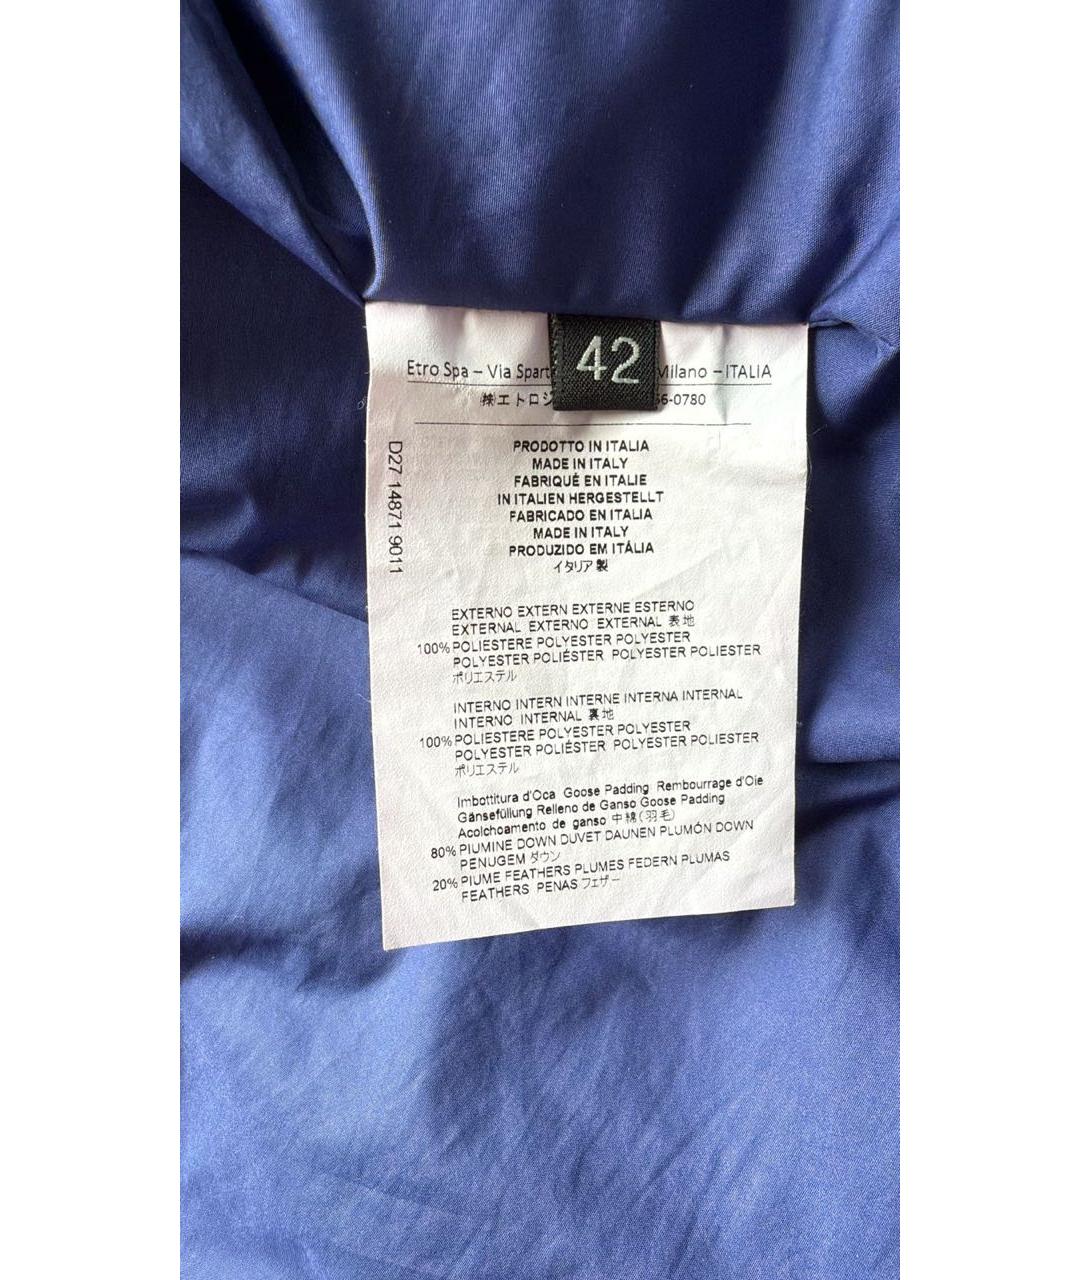 42
Etro Spa – Via Spart Milano – ITALIA
㈱エトロジ 56-0780
D27 14871 9011
PRODOTTO IN ITALIA
MADE IN ITALY
FABRIQUÉ EN ITALIE
IN ITALIEN HERGESTELLT
FABRICADO EN ITALIA
MADE IN ITALY
PRODUZIDO EM ITÁLIA
イタリア製
EXTERNO EXTERN EXTERNE ESTERNO
EXTERNAL EXTERNO EXTERNAL 表地
100% POLIESTERE POLYESTER POLYESTER
POLYESTER POLIÉSTER POLYESTER POLIESTER
ポリエステル
INTERNO INTERN INTERNE INTERNA INTERNAL
INTERNO INTERNAL 裏地
100% POLIESTERE POLYESTER POLYESTER
POLYESTER POLIÉSTER POLYESTER POLIESTER
ポリエステル
Imbottitura d'Oca Goose Padding Rembourrage d'Oie
Gänsefüllung Relleno de Ganso Goose Padding
Acolchoamento de ganso 中綿(羽毛)
80% PIUMINE DOWN DUVET DAUNEN PLUMÓN DOWN
PENUGEM ダウン
20% PIUME FEATHERS PLUMES FEDERN PLUMAS
FEATHERS PENAS フェザー